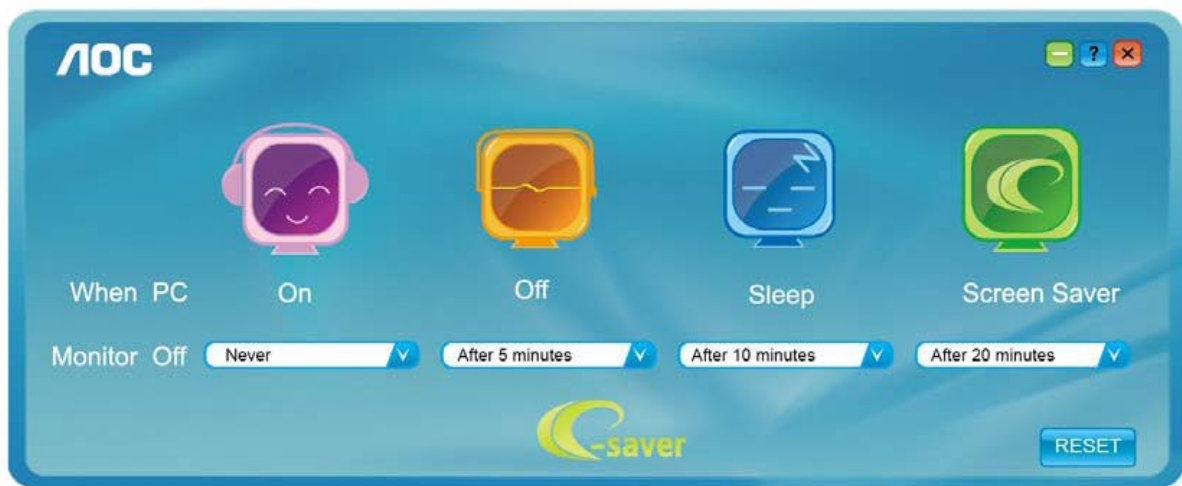 AOC
?
When PC On Off Sleep Screen Saver
Monitor Off Never After 5 minutes After 10 minutes After 20 minutes
e-saver
RESET